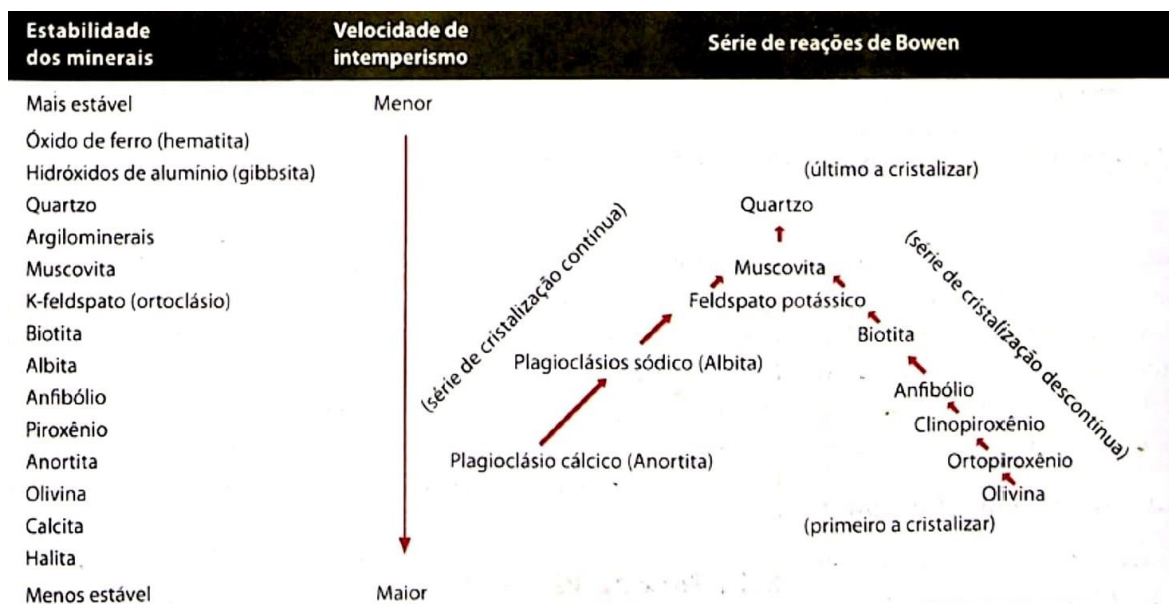 Estabilidade
dos minerais
Velocidade de
intemperismo
Série de reações de Bowen
Mais estável
Menor
Óxido de ferro (hematita)
Hidróxidos de alumínio (gibbsita)
Quartzo
Argilominerais
Muscovita
K-feldspato (ortoclásio)
Biotita
Albita
Anfibólio
Piroxênio
Anortita
Olivina
Calcita
Halita
Menos estável
Maior
(série de cristalização contínua)
(último a cristalizar)
Quartzo
Muscovita
Feldspato potássico
Biotita
Plagioclásios sódico (Albita)
Anfibólio
Clinopiroxênio
Plagioclásio cálcico (Anortita)
Ortopiroxênio
Olivina
(primeiro a cristalizar)
(série de cristalização descontínua)